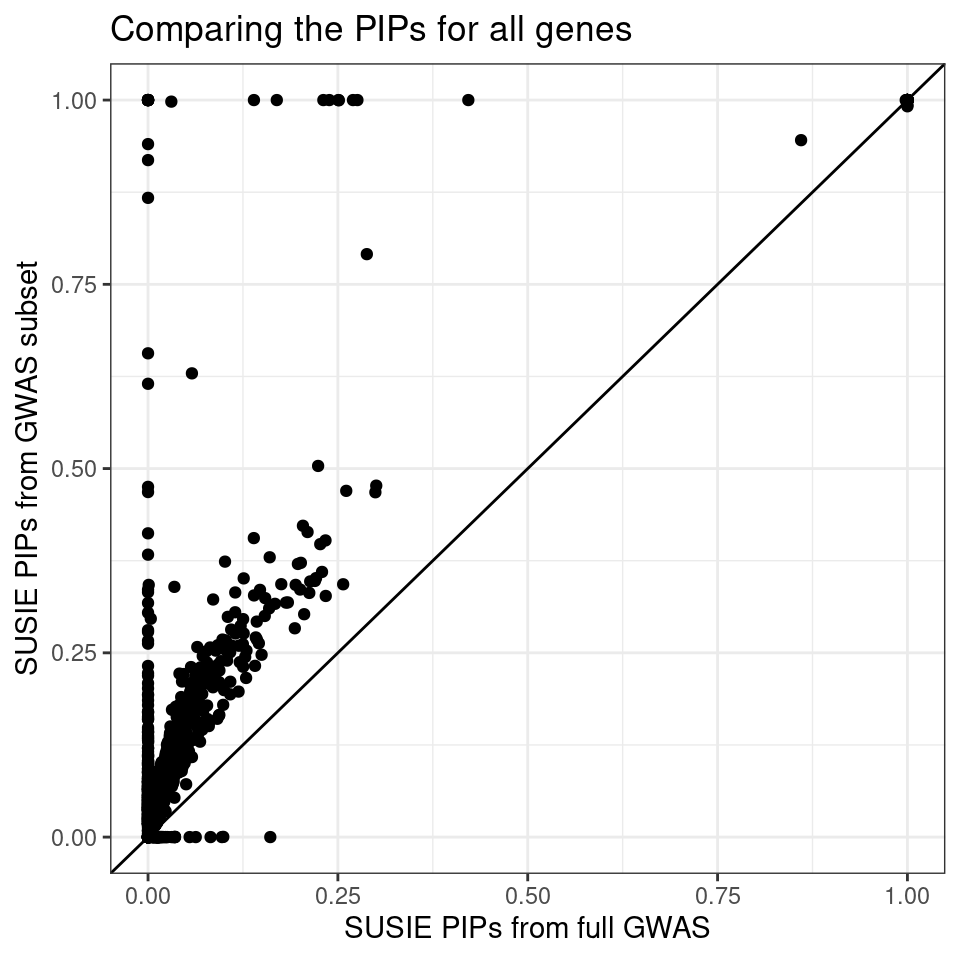 Comparing the PIPs for all genes
SUSIE PIPs from GWAS subset
1.00
0.75
0.50
0.25
0.00
0.00 0.25 0.50 0.75 1.00
SUSIE PIPs from full GWAS